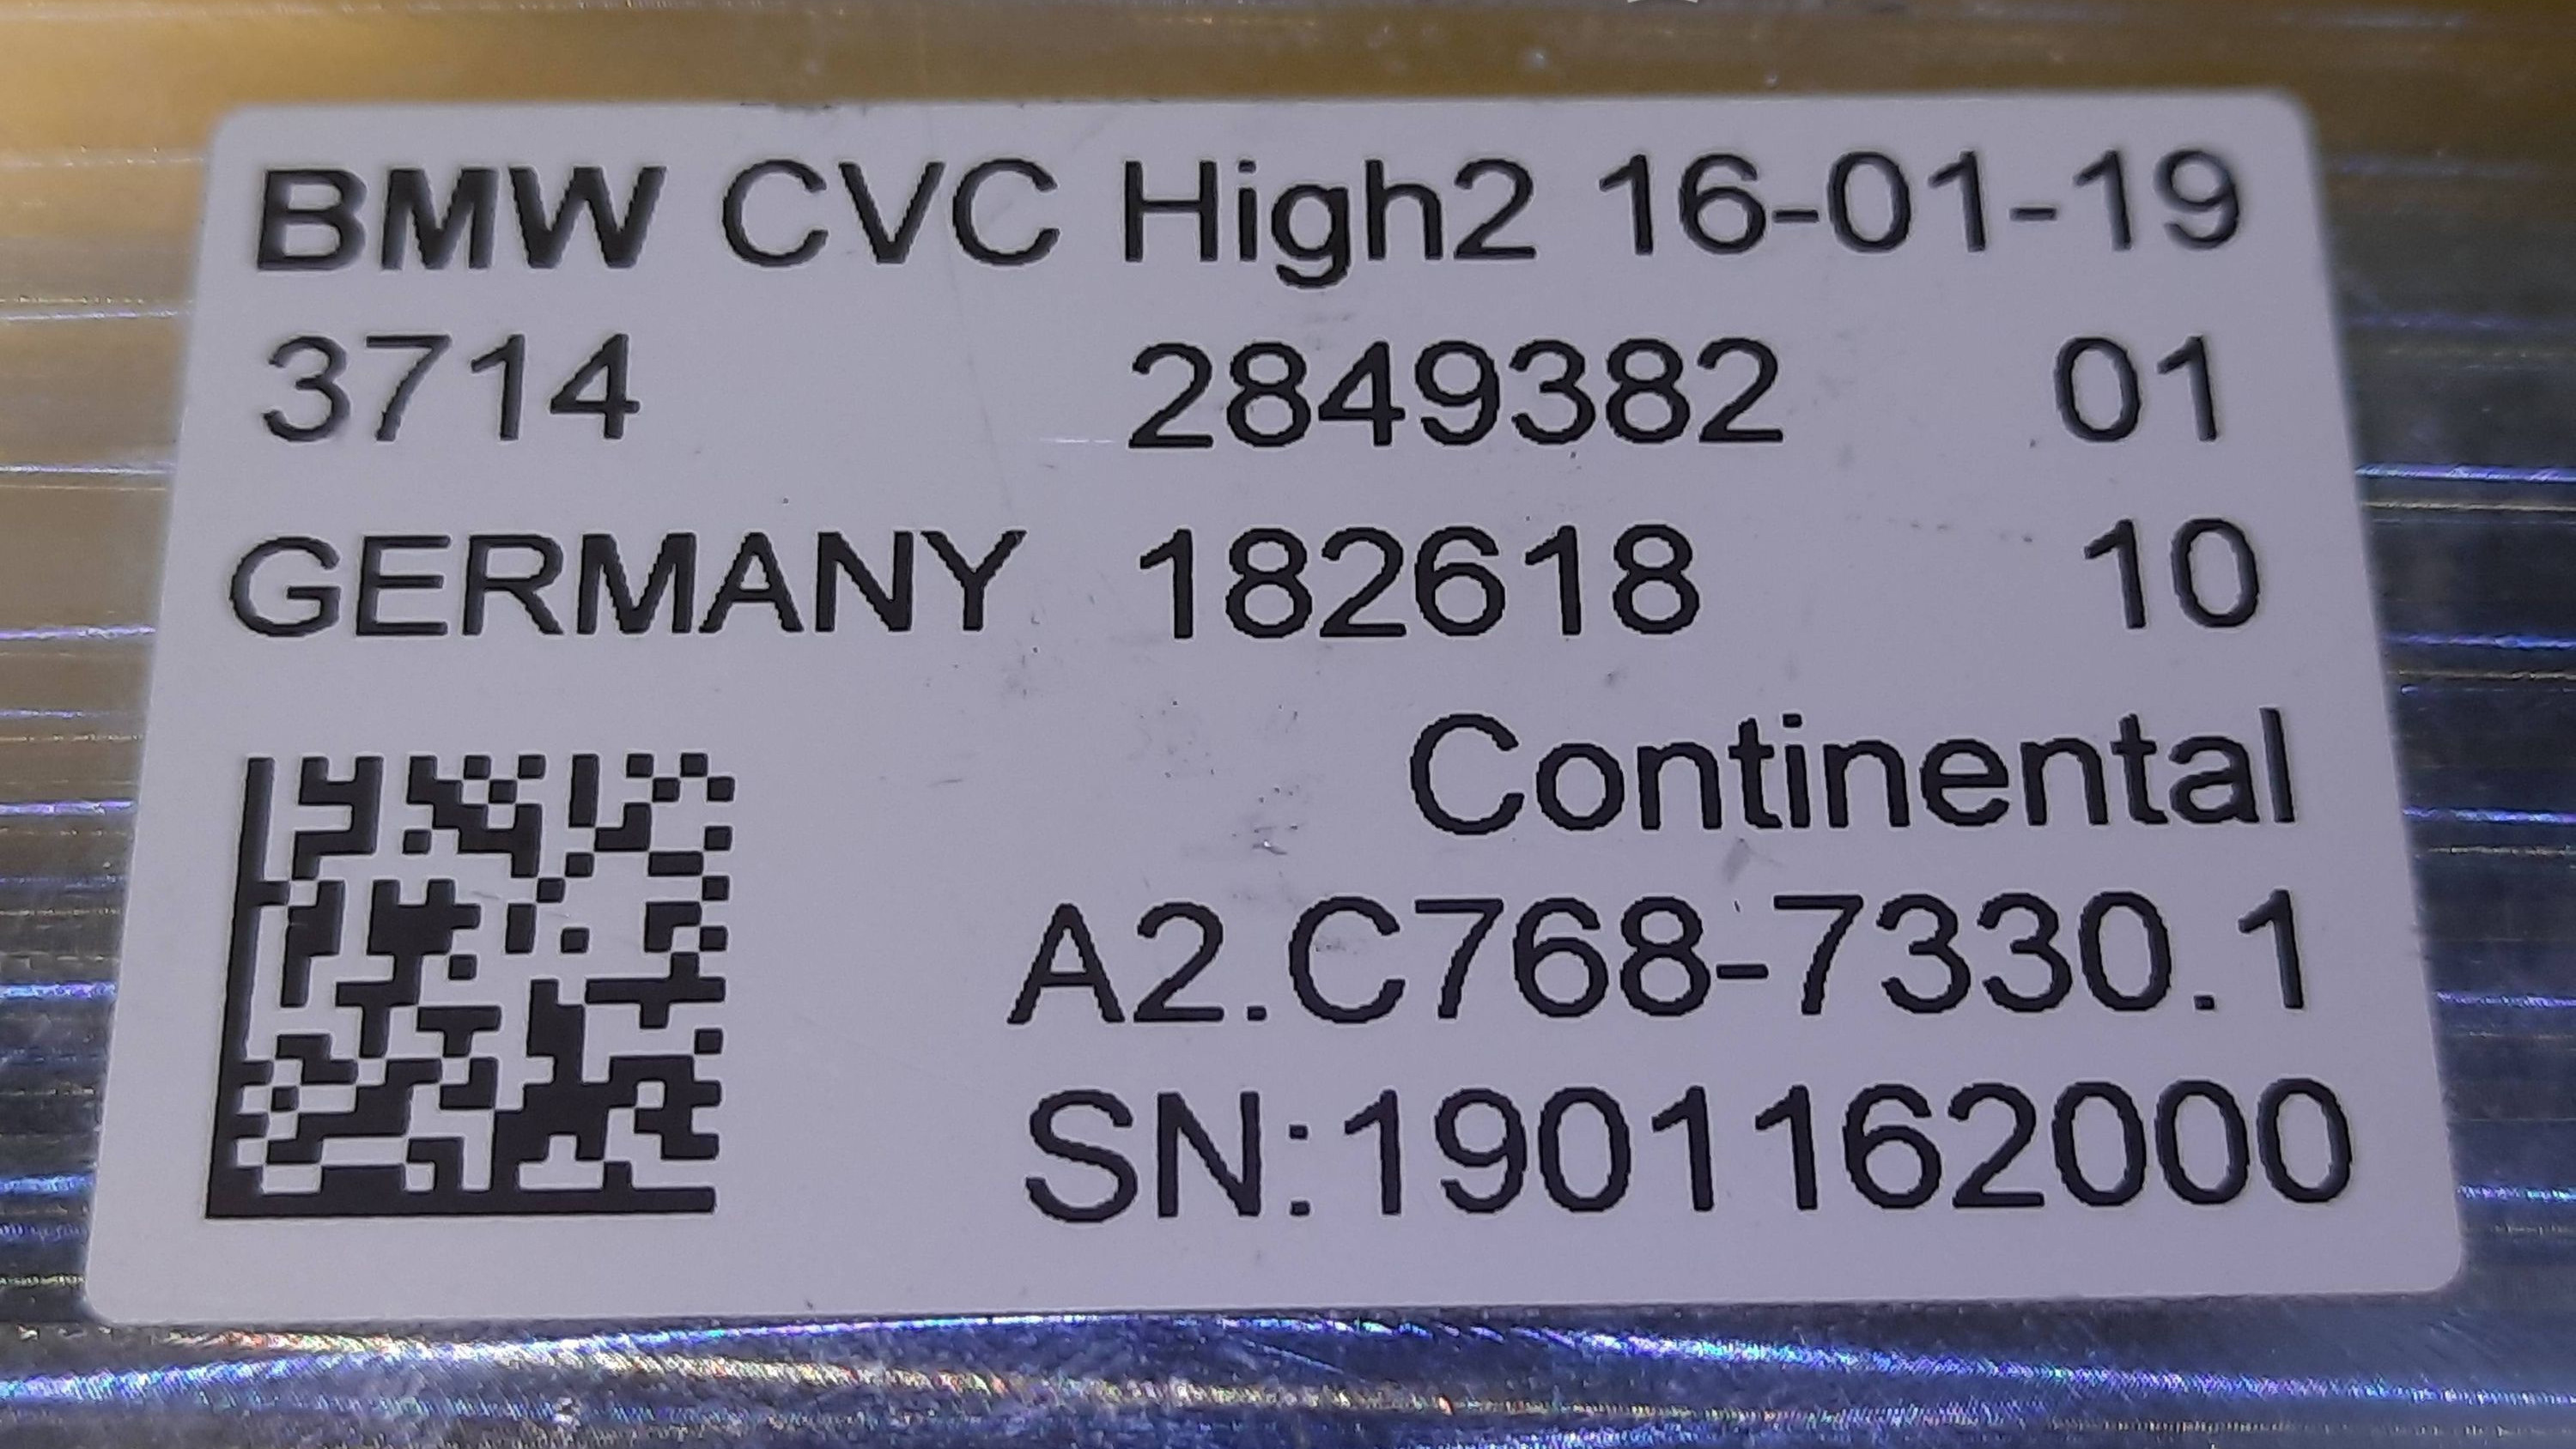 BMW CVC High2 16-01-19
3714 2849382 01
GERMANY 182618 10
Continental
A2.C768-7330.1
SN:1901162000